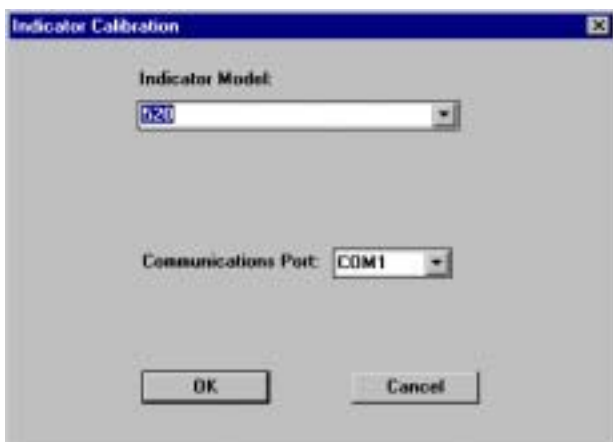 Indicator Calibration
Indicator Model:
520
Communications Port: COM1
OK Cancel